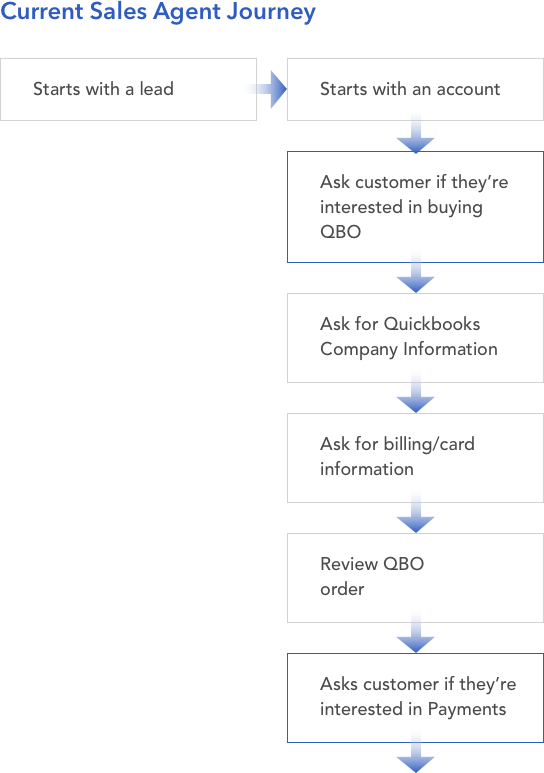 Current Sales Agent Journey
Starts with a lead
Starts with an account
Ask customer if they’re
interested in buying
QBO
Ask for Quickbooks
Company Information
Ask for billing/card
information
Review QBO
order
Asks customer if they’re
interested in Payments